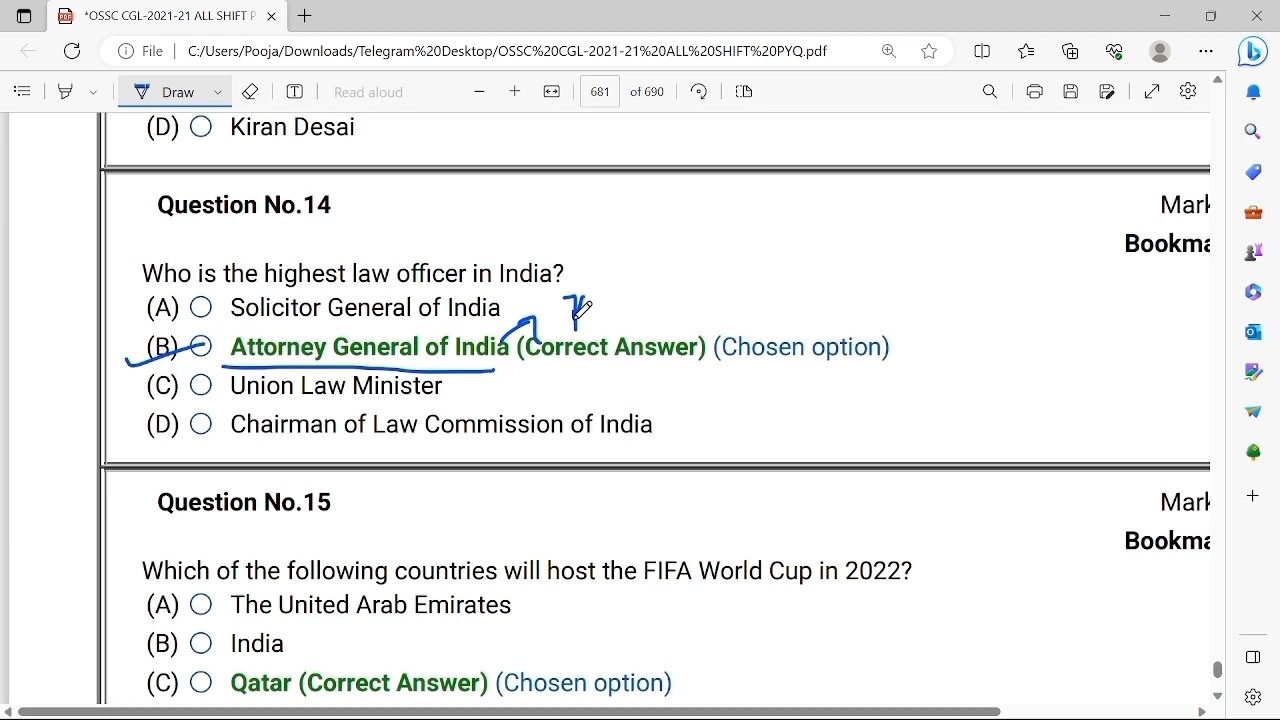 *OSSC CGL-2021-21 ALL SHIFT P
File | C:/Users/Pooja/Downloads/Telegram%20Desktop/OSSC%20CGL-2021-21%20ALL%20SHIFT%20PYQ.pdf
Draw Read aloud 681 of 690
(D) Kiran Desai
Question No.14 Mark
Bookma
Who is the highest law officer in India?
(A) Solicitor General of India
(B) Attorney General of India (Correct Answer) (Chosen option)
(C) Union Law Minister
(D) Chairman of Law Commission of India
Question No.15 Mark
Bookma
Which of the following countries will host the FIFA World Cup in 2022?
(A) The United Arab Emirates
(B) India
(C) Qatar (Correct Answer) (Chosen option)